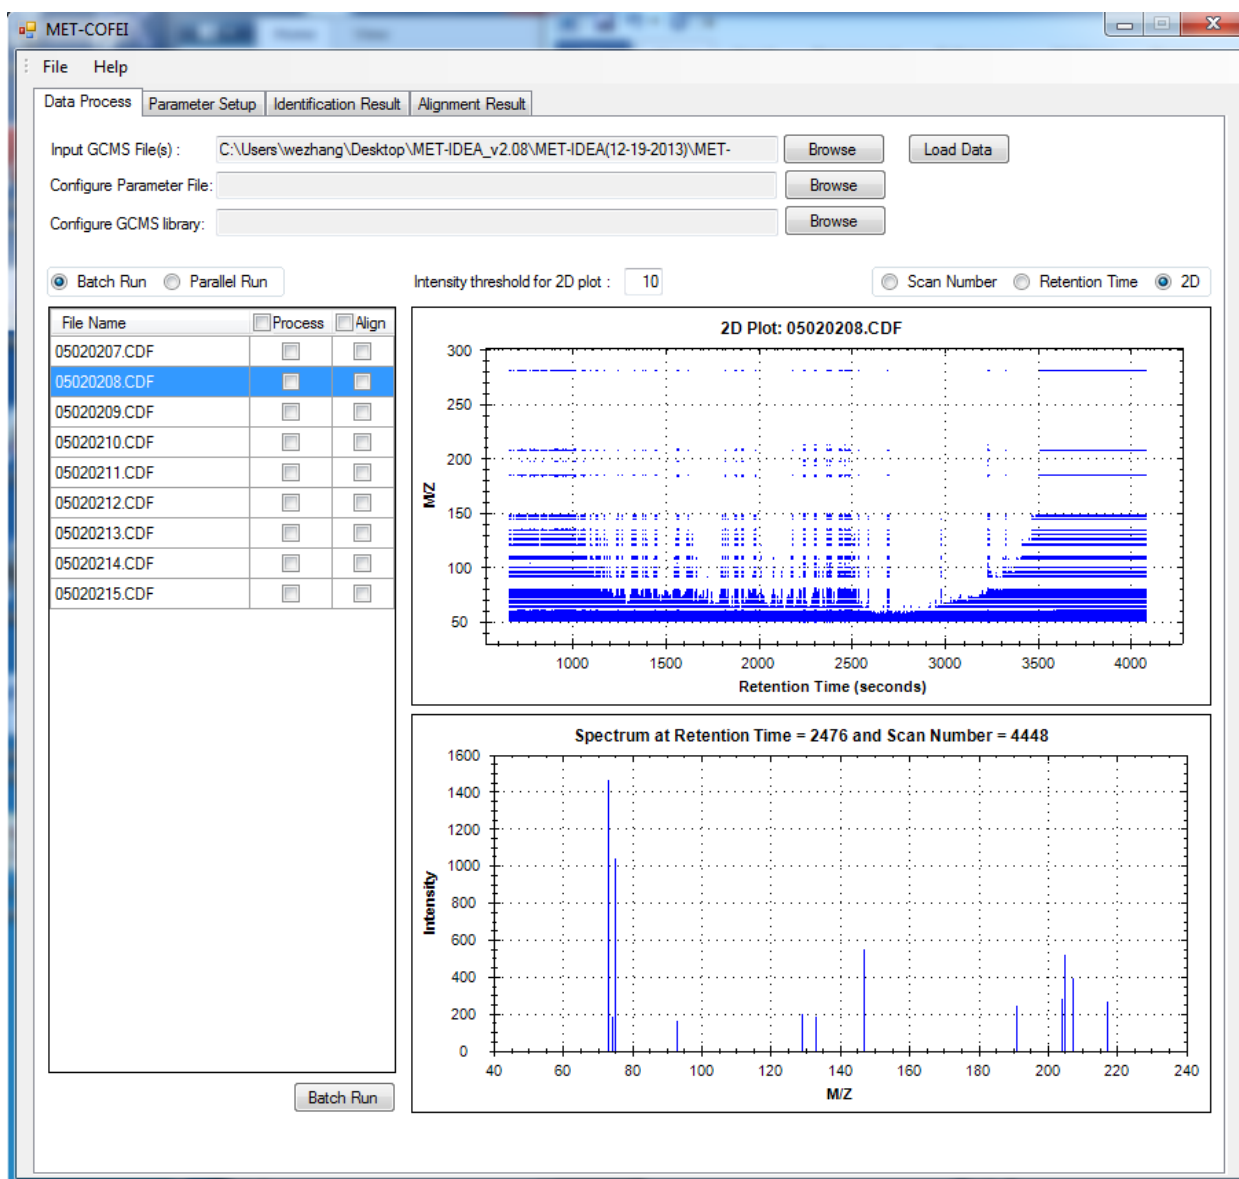 MET-COFEI
File Help
Data Process Parameter Setup Identification Result Alignment Result
Input GCMS File(s) : C:\Users\wezhang\Desktop\MET-IDEA_v2.08\MET-IDEA(12-19-2013)\MET- Browse Load Data
Configure Parameter File: Browse
Configure GCMS library: Browse
Batch Run Parallel Run Intensity threshold for 2D plot : 10 Scan Number Retention Time 2D
File Name Process Align
05020207.CDF
05020208.CDF
05020209.CDF
05020210.CDF
05020211.CDF
05020212.CDF
05020213.CDF
05020214.CDF
05020215.CDF
Batch Run
2D Plot: 05020208.CDF
300
250
200
150
100
50
M/Z
1000 1500 2000 2500 3000 3500 4000
Retention Time (seconds)
Spectrum at Retention Time = 2476 and Scan Number = 4448
1600
1400
1200
1000
800
600
400
200
0
Intensity
40 60 80 100 120 140 160 180 200 220 240
M/Z